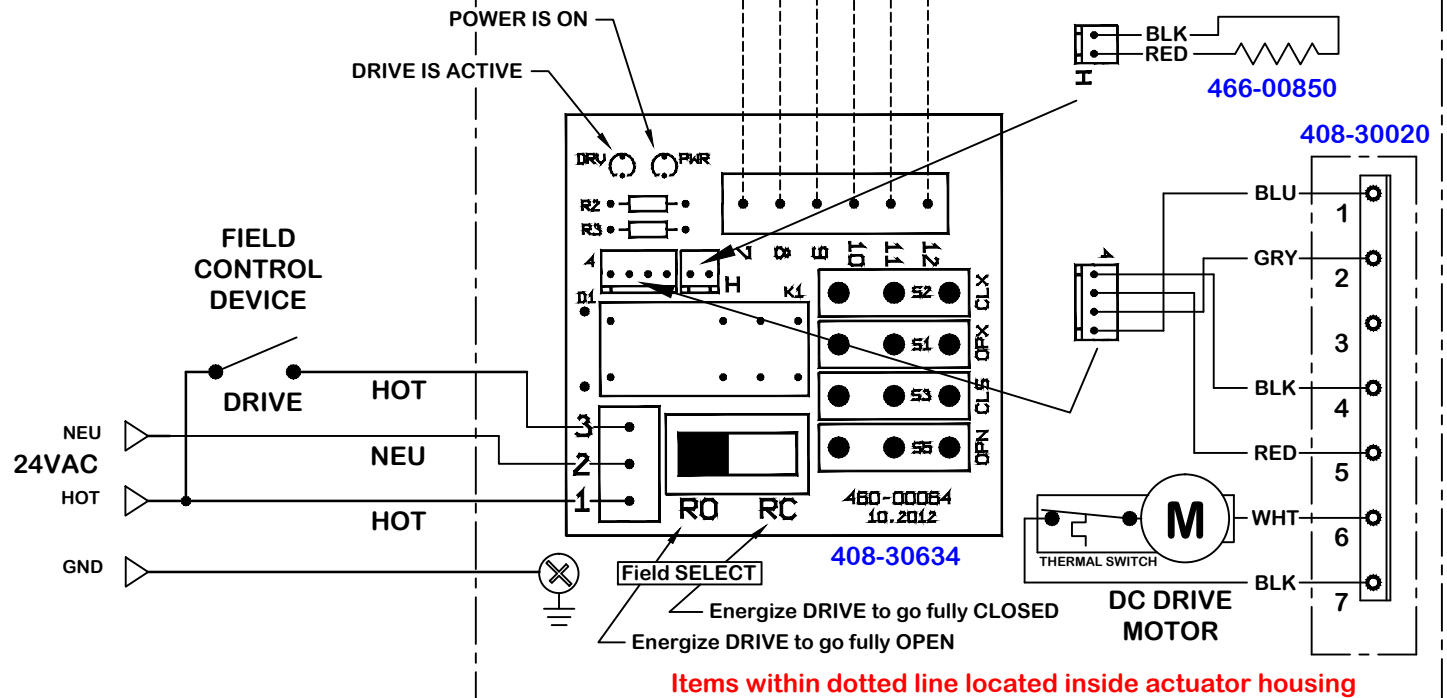 POWER IS ON
DRIVE IS ACTIVE
BLK
RED
H
466-00850
408-30020
DRV
PWR
R2
R3
4
H
7
8
9
10
11
12
D1
K1
S2
CLX
S1
OPX
S3
CLS
S5
OPN
4
BLU
1
GRY
2
3
BLK
4
RED
5
WHT
6
BLK
7
FIELD
CONTROL
DEVICE
DRIVE
HOT
NEU
24VAC
HOT
NEU
HOT
GND
3
2
1
RO
RC
460-00064
10.2012
408-30634
Field SELECT
Energize DRIVE to go fully CLOSED
Energize DRIVE to go fully OPEN
M
THERMAL SWITCH
DC DRIVE
MOTOR
Items within dotted line located inside actuator housing